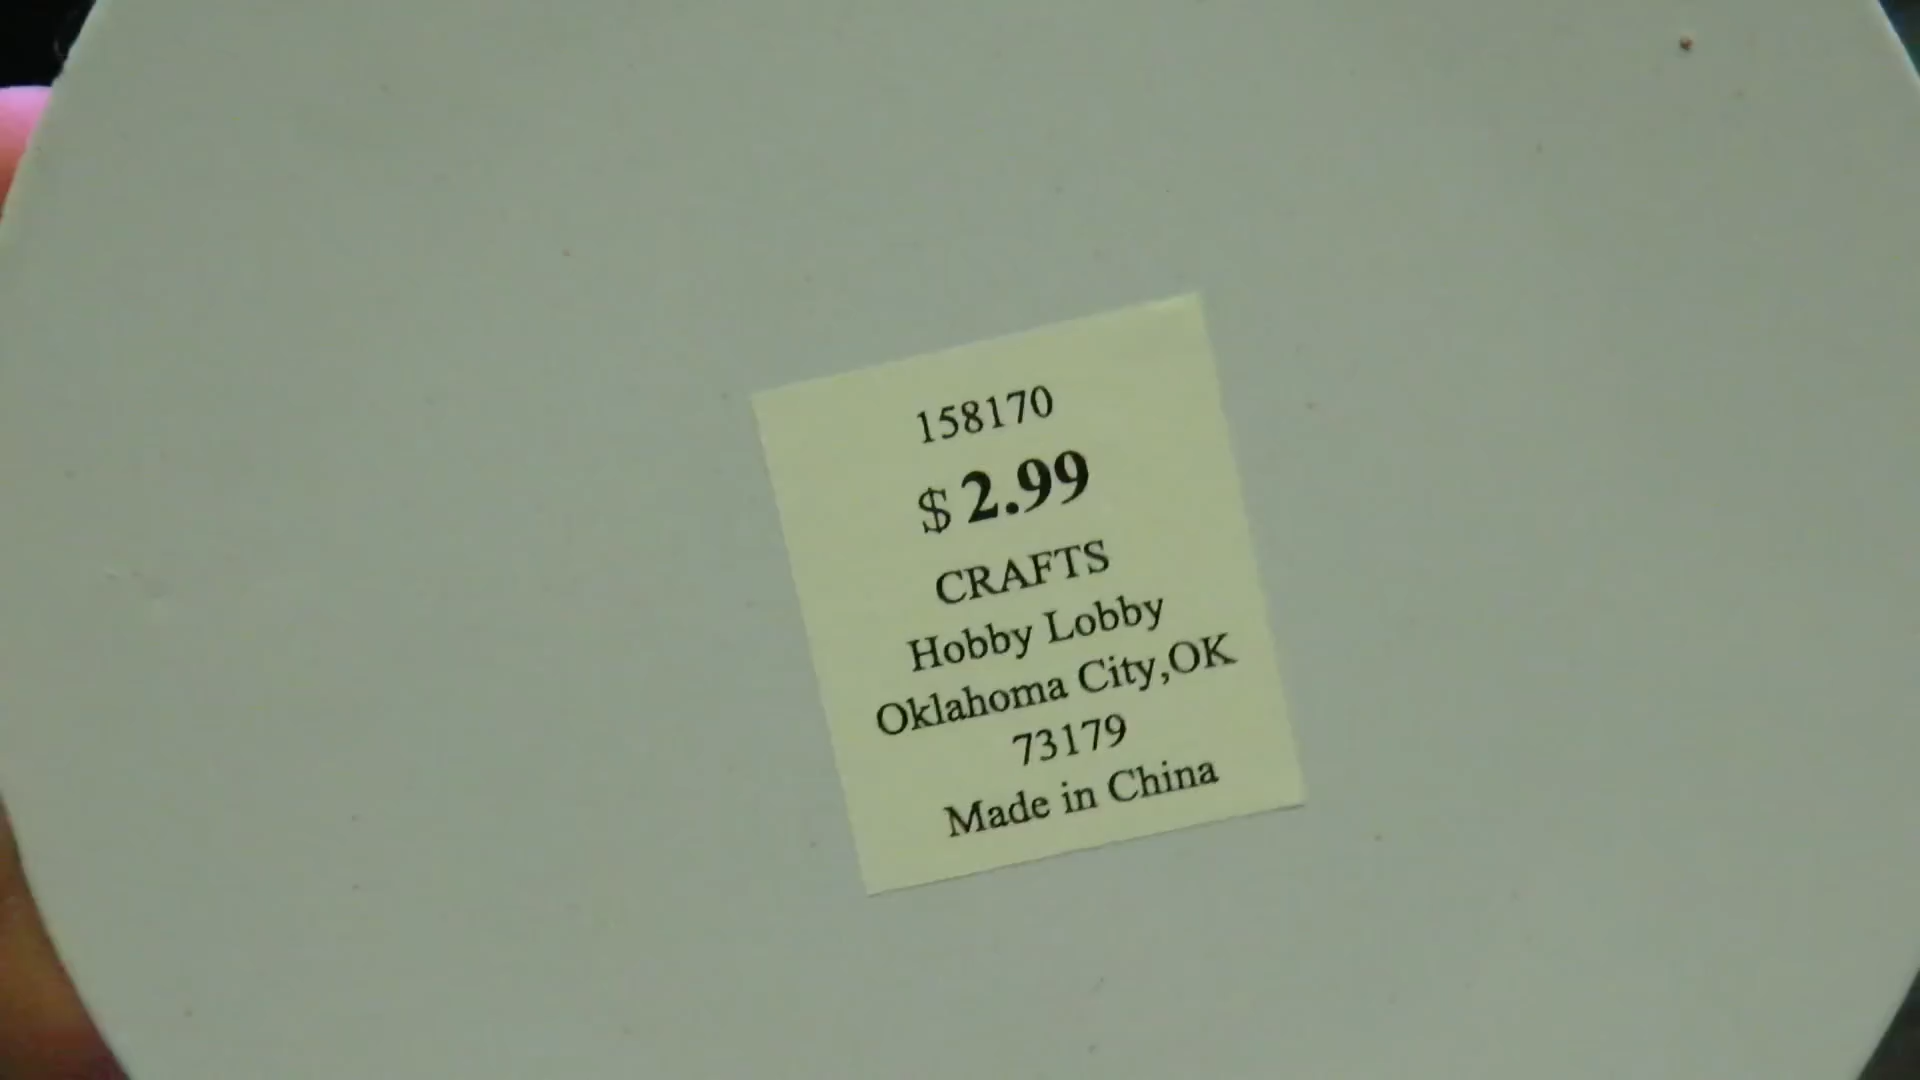 158170
$ 2.99
CRAFTS
Hobby Lobby
Oklahoma City,OK
73179
Made in China